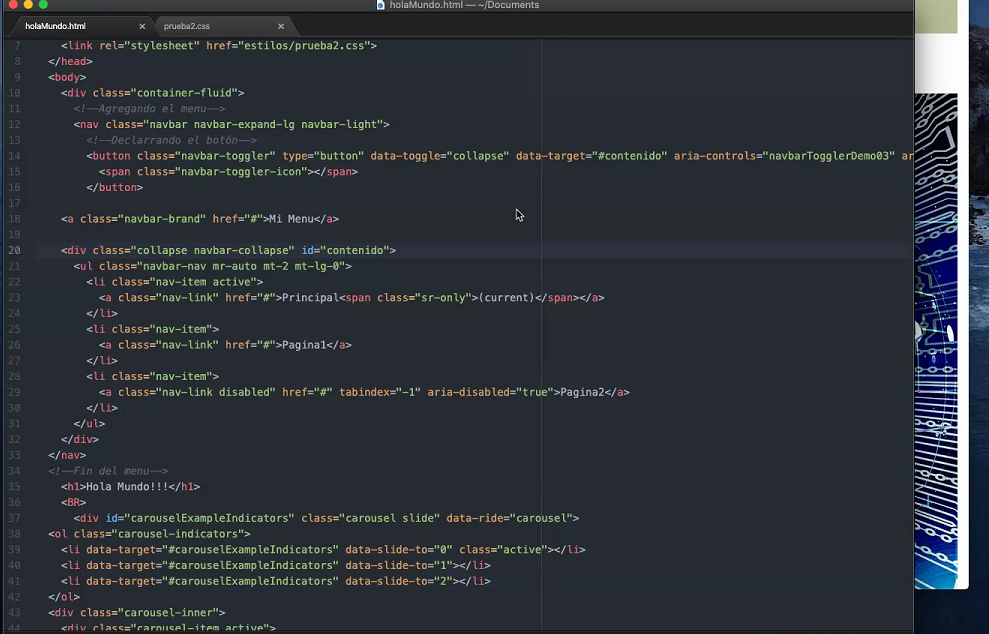 holaMundo.html — ~/Documents
holaMundo.html × prueba2.css ×
7 <link rel="stylesheet" href="estilos/prueba2.css">
8 </head>
9 <body>
10 <div class="container-fluid">
11 <!--Agregando el menu-->
12 <nav class="navbar navbar-expand-lg navbar-light">
13 <!--Declarrando el botón-->
14 <button class="navbar-toggler" type="button" data-toggle="collapse" data-target="#contenido" aria-controls="navbarTogglerDemo03" ar
15 <span class="navbar-toggler-icon"></span>
16 </button>
17
18 <a class="navbar-brand" href="#">Mi Menu</a>
19
20 <div class="collapse navbar-collapse" id="contenido">
21 <ul class="navbar-nav mr-auto mt-2 mt-lg-0">
22 <li class="nav-item active">
23 <a class="nav-link" href="#">Principal<span class="sr-only">(current)</span></a>
24 </li>
25 <li class="nav-item">
26 <a class="nav-link" href="#">Pagina1</a>
27 </li>
28 <li class="nav-item">
29 <a class="nav-link disabled" href="#" tabindex="-1" aria-disabled="true">Pagina2</a>
30 </li>
31 </ul>
32 </div>
33 </nav>
34 <!--Fin del menu-->
35 <h1>Hola Mundo!!!</h1>
36 <BR>
37 <div id="carouselExampleIndicators" class="carousel slide" data-ride="carousel">
38 <ol class="carousel-indicators">
39 <li data-target="#carouselExampleIndicators" data-slide-to="0" class="active"></li>
40 <li data-target="#carouselExampleIndicators" data-slide-to="1"></li>
41 <li data-target="#carouselExampleIndicators" data-slide-to="2"></li>
42 </ol>
43 <div class="carousel-inner">
44 <div class="carousel-item active">